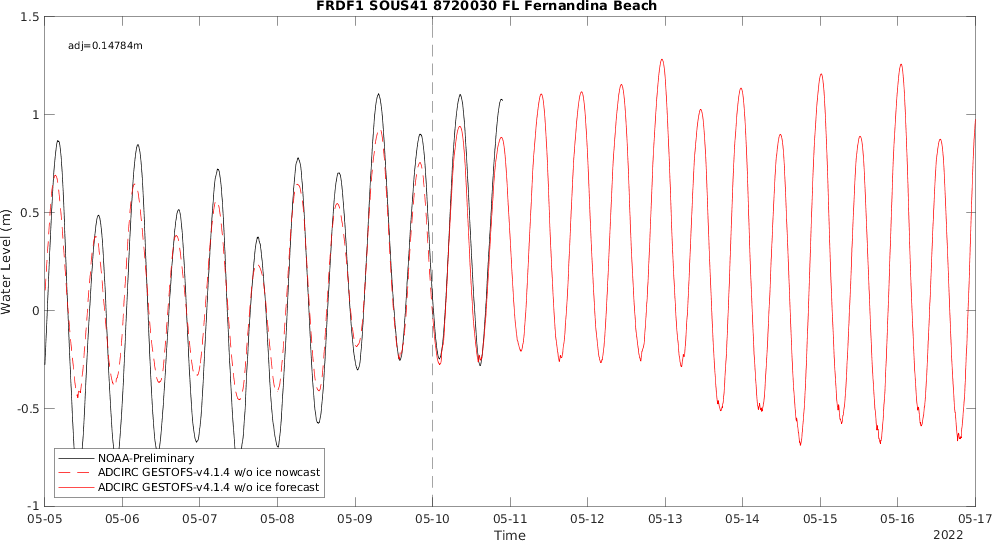 FRDF1 SOUS41 8720030 FL Fernandina Beach
adj=0.14784m
Water Level (m)
1.5
1
0.5
0
-0.5
-1
NOAA-Preliminary
ADCIRC GESTOFS-v4.1.4 w/o ice nowcast
ADCIRC GESTOFS-v4.1.4 w/o ice forecast
05-05 05-06 05-07 05-08 05-09 05-10 05-11 05-12 05-13 05-14 05-15 05-16 05-17
Time
2022